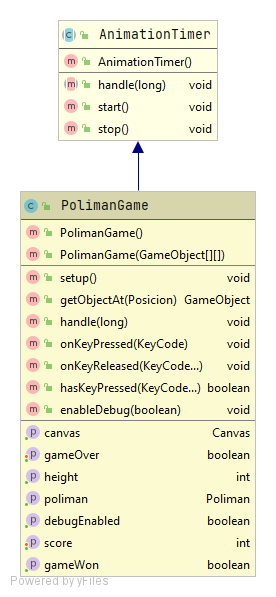 AnimationTimer
AnimationTimer()
handle(long) void
start() void
stop() void
PolimanGame
PolimanGame()
PolimanGame(GameObject[][])
setup() void
getObjectAt(Posicion) GameObject
handle(long) void
onKeyPressed(KeyCode) void
onKeyReleased(KeyCode...) void
hasKeyPressed(KeyCode...) boolean
enableDebug(boolean) void
canvas Canvas
gameOver boolean
height int
poliman Poliman
debugEnabled boolean
score int
gameWon boolean
Powered by yFiles